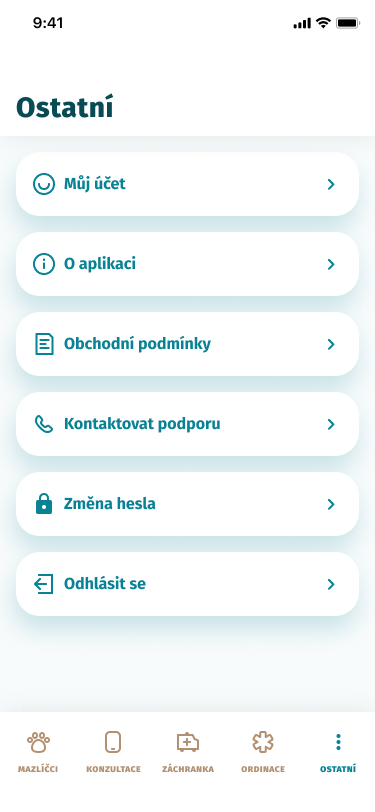 9:41
Ostatní
Můj účet
O aplikaci
Obchodní podmínky
Kontaktovat podporu
Změna hesla
Odhlásit se
MAZLÍČCI KONZULTACE ZÁCHRANKA ORDINACE OSTATNÍ